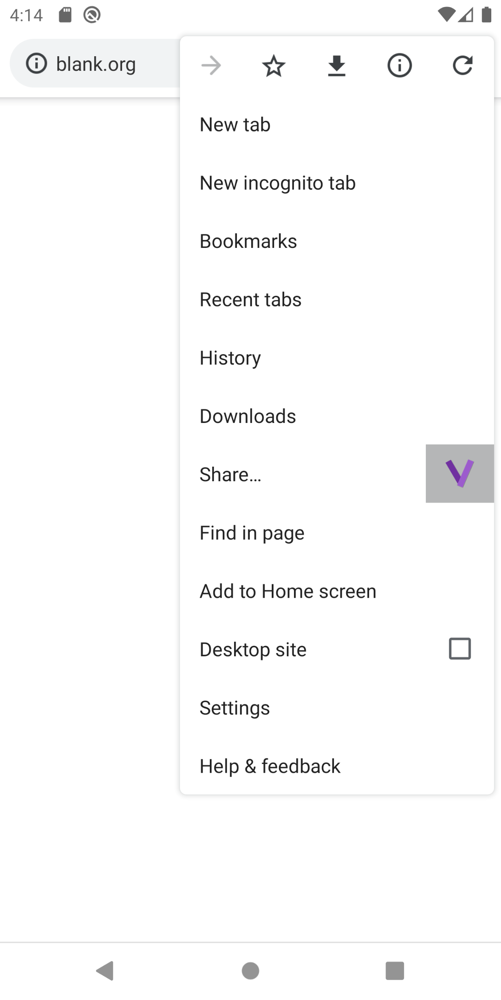 4:14
blank.org
New tab
New incognito tab
Bookmarks
Recent tabs
History
Downloads
Share…
Find in page
Add to Home screen
Desktop site
Settings
Help & feedback